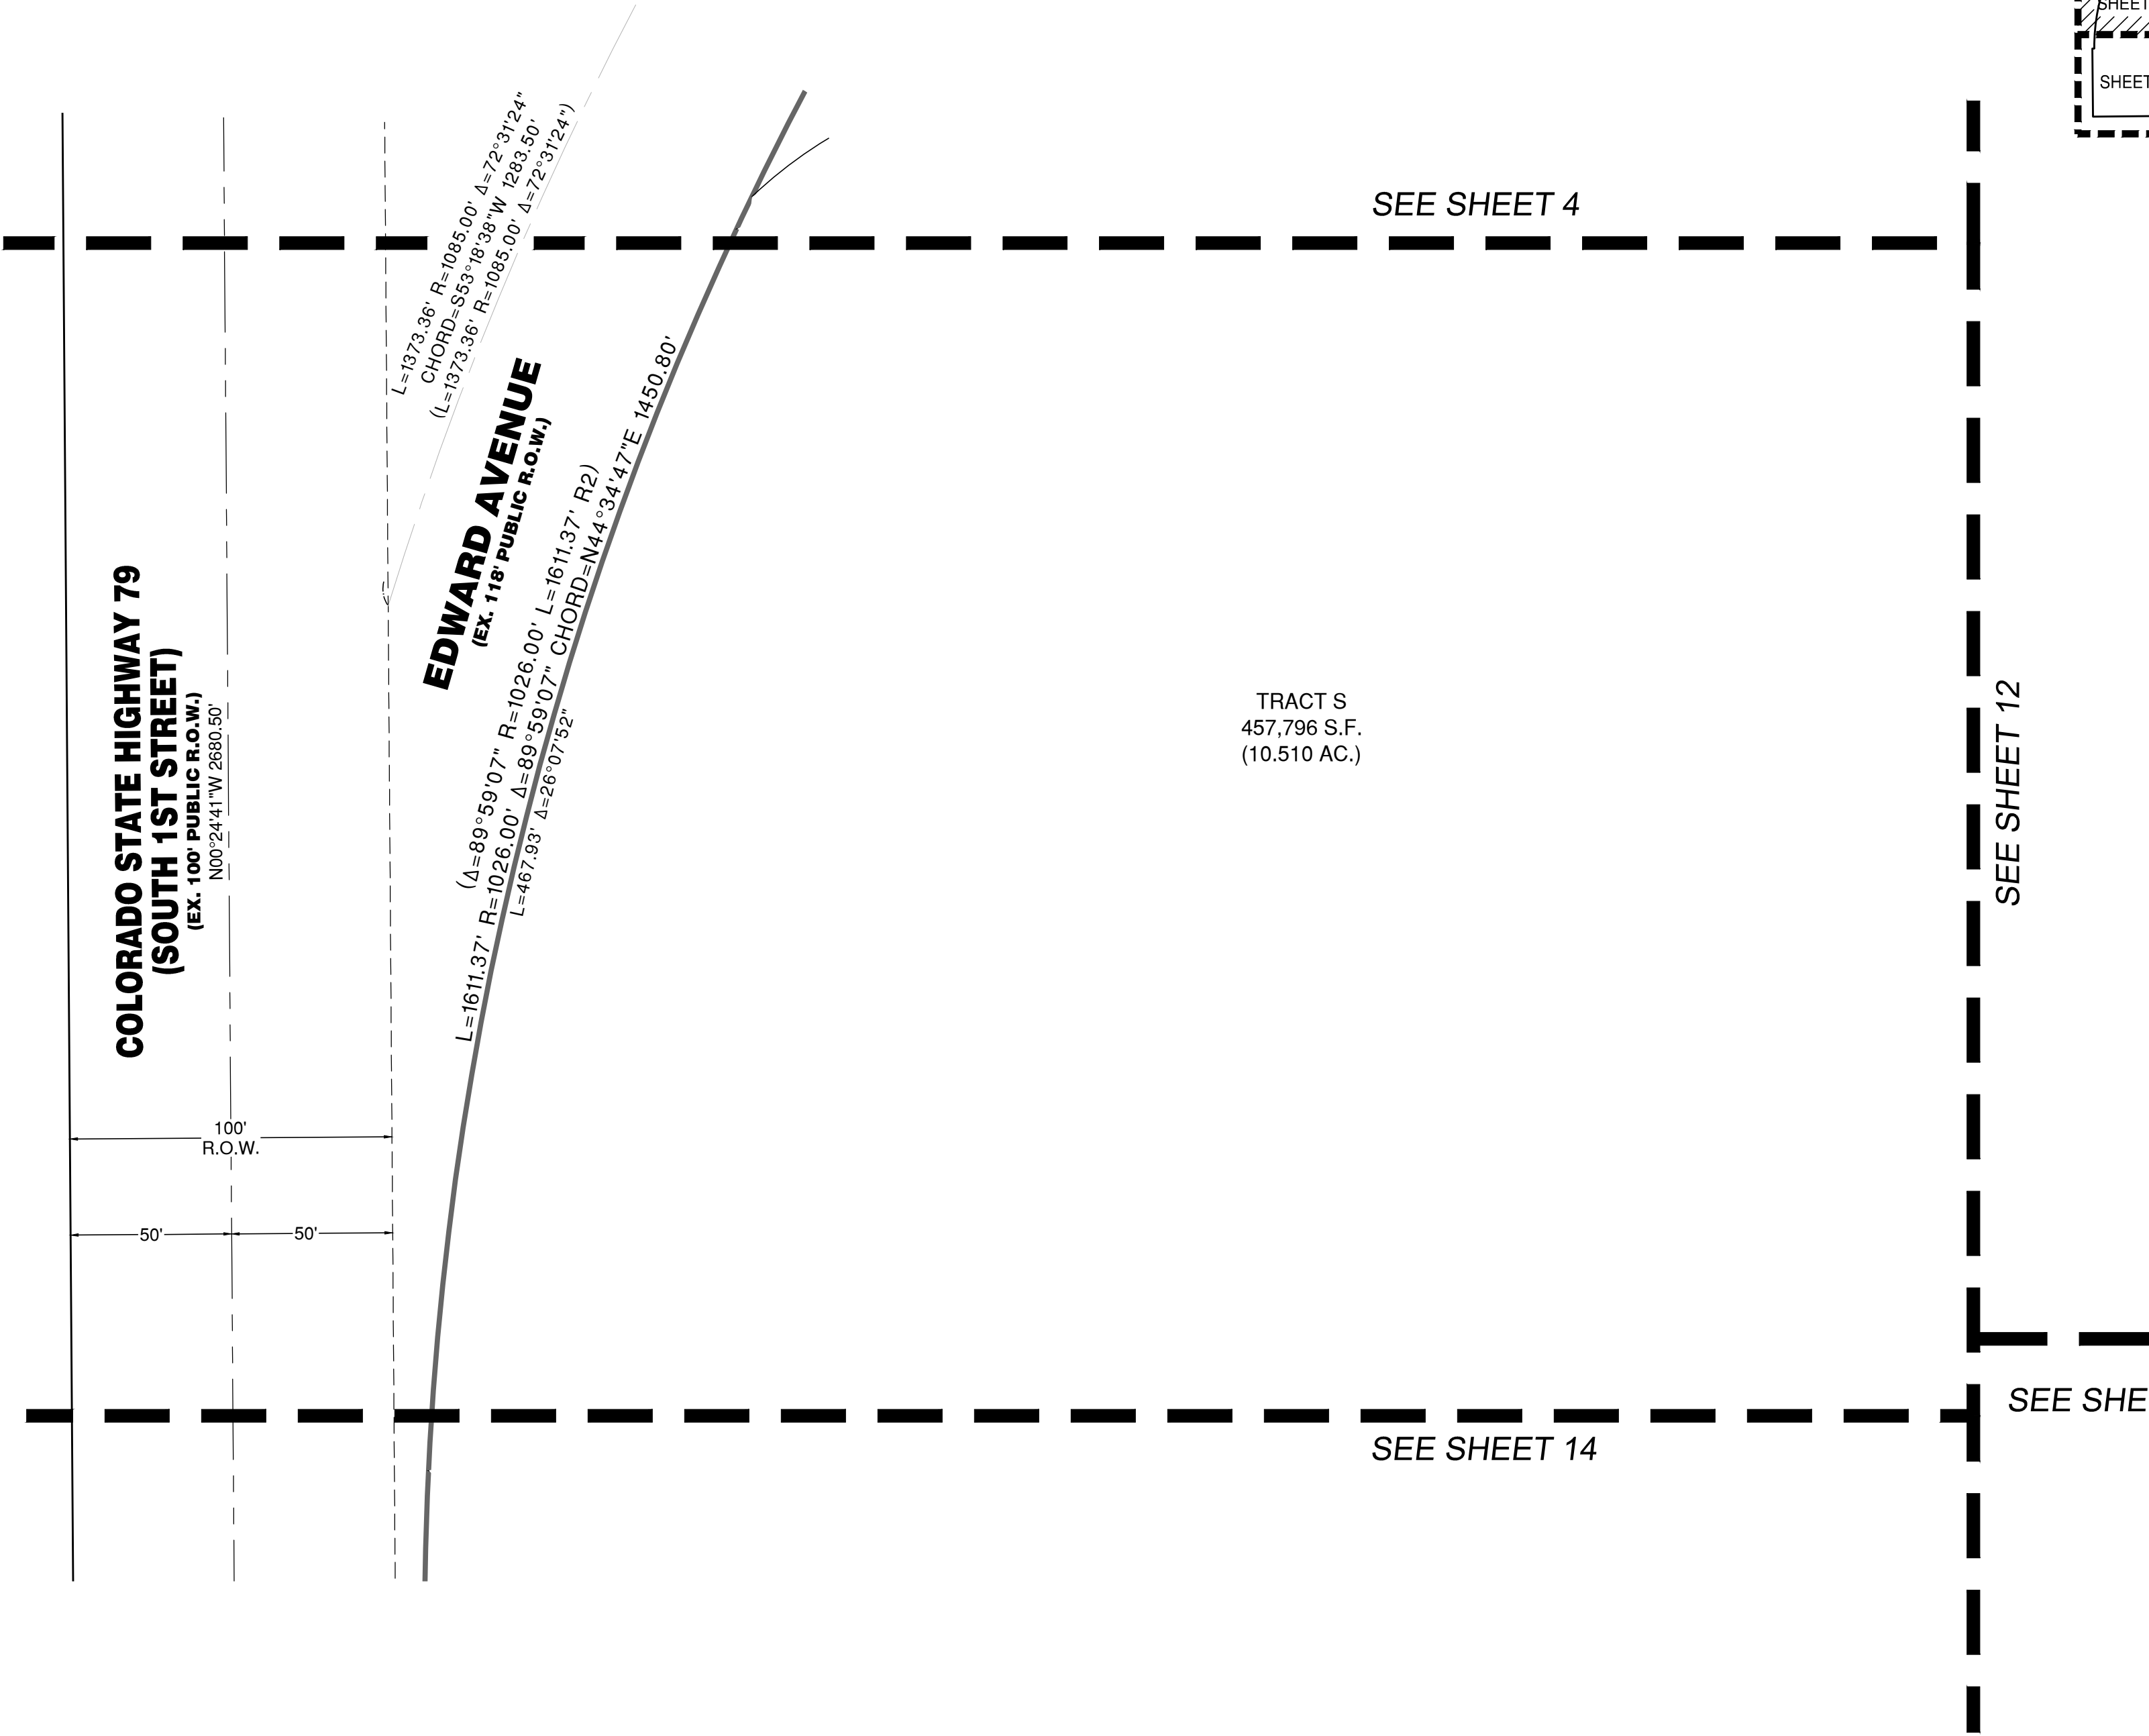 SHEET
SHEET
SEE SHEET 4
L=1373.36' R=1085.00' Δ=72°31'24"
CHORD=S53°18'38"W 1283.50'
(L=1373.36' R=1085.00' Δ=72°31'24")
EDWARD AVENUE
(EX. 118' PUBLIC R.O.W.)
(Δ=89°59'07" R=1026.00' L=1611.37' R2)
L=1611.37' R=1026.00' Δ=89°59'07" CHORD=N44°34'47"E 1450.80'
L=467.93' Δ=26°07'52"
COLORADO STATE HIGHWAY 79
(SOUTH 1ST STREET)
(EX. 100' PUBLIC R.O.W.)
N00°24'41"W 2680.50'
TRACT S
457,796 S.F.
(10.510 AC.)
SEE SHEET 12
100'
R.O.W.
50'
50'
SEE SHE
SEE SHEET 14